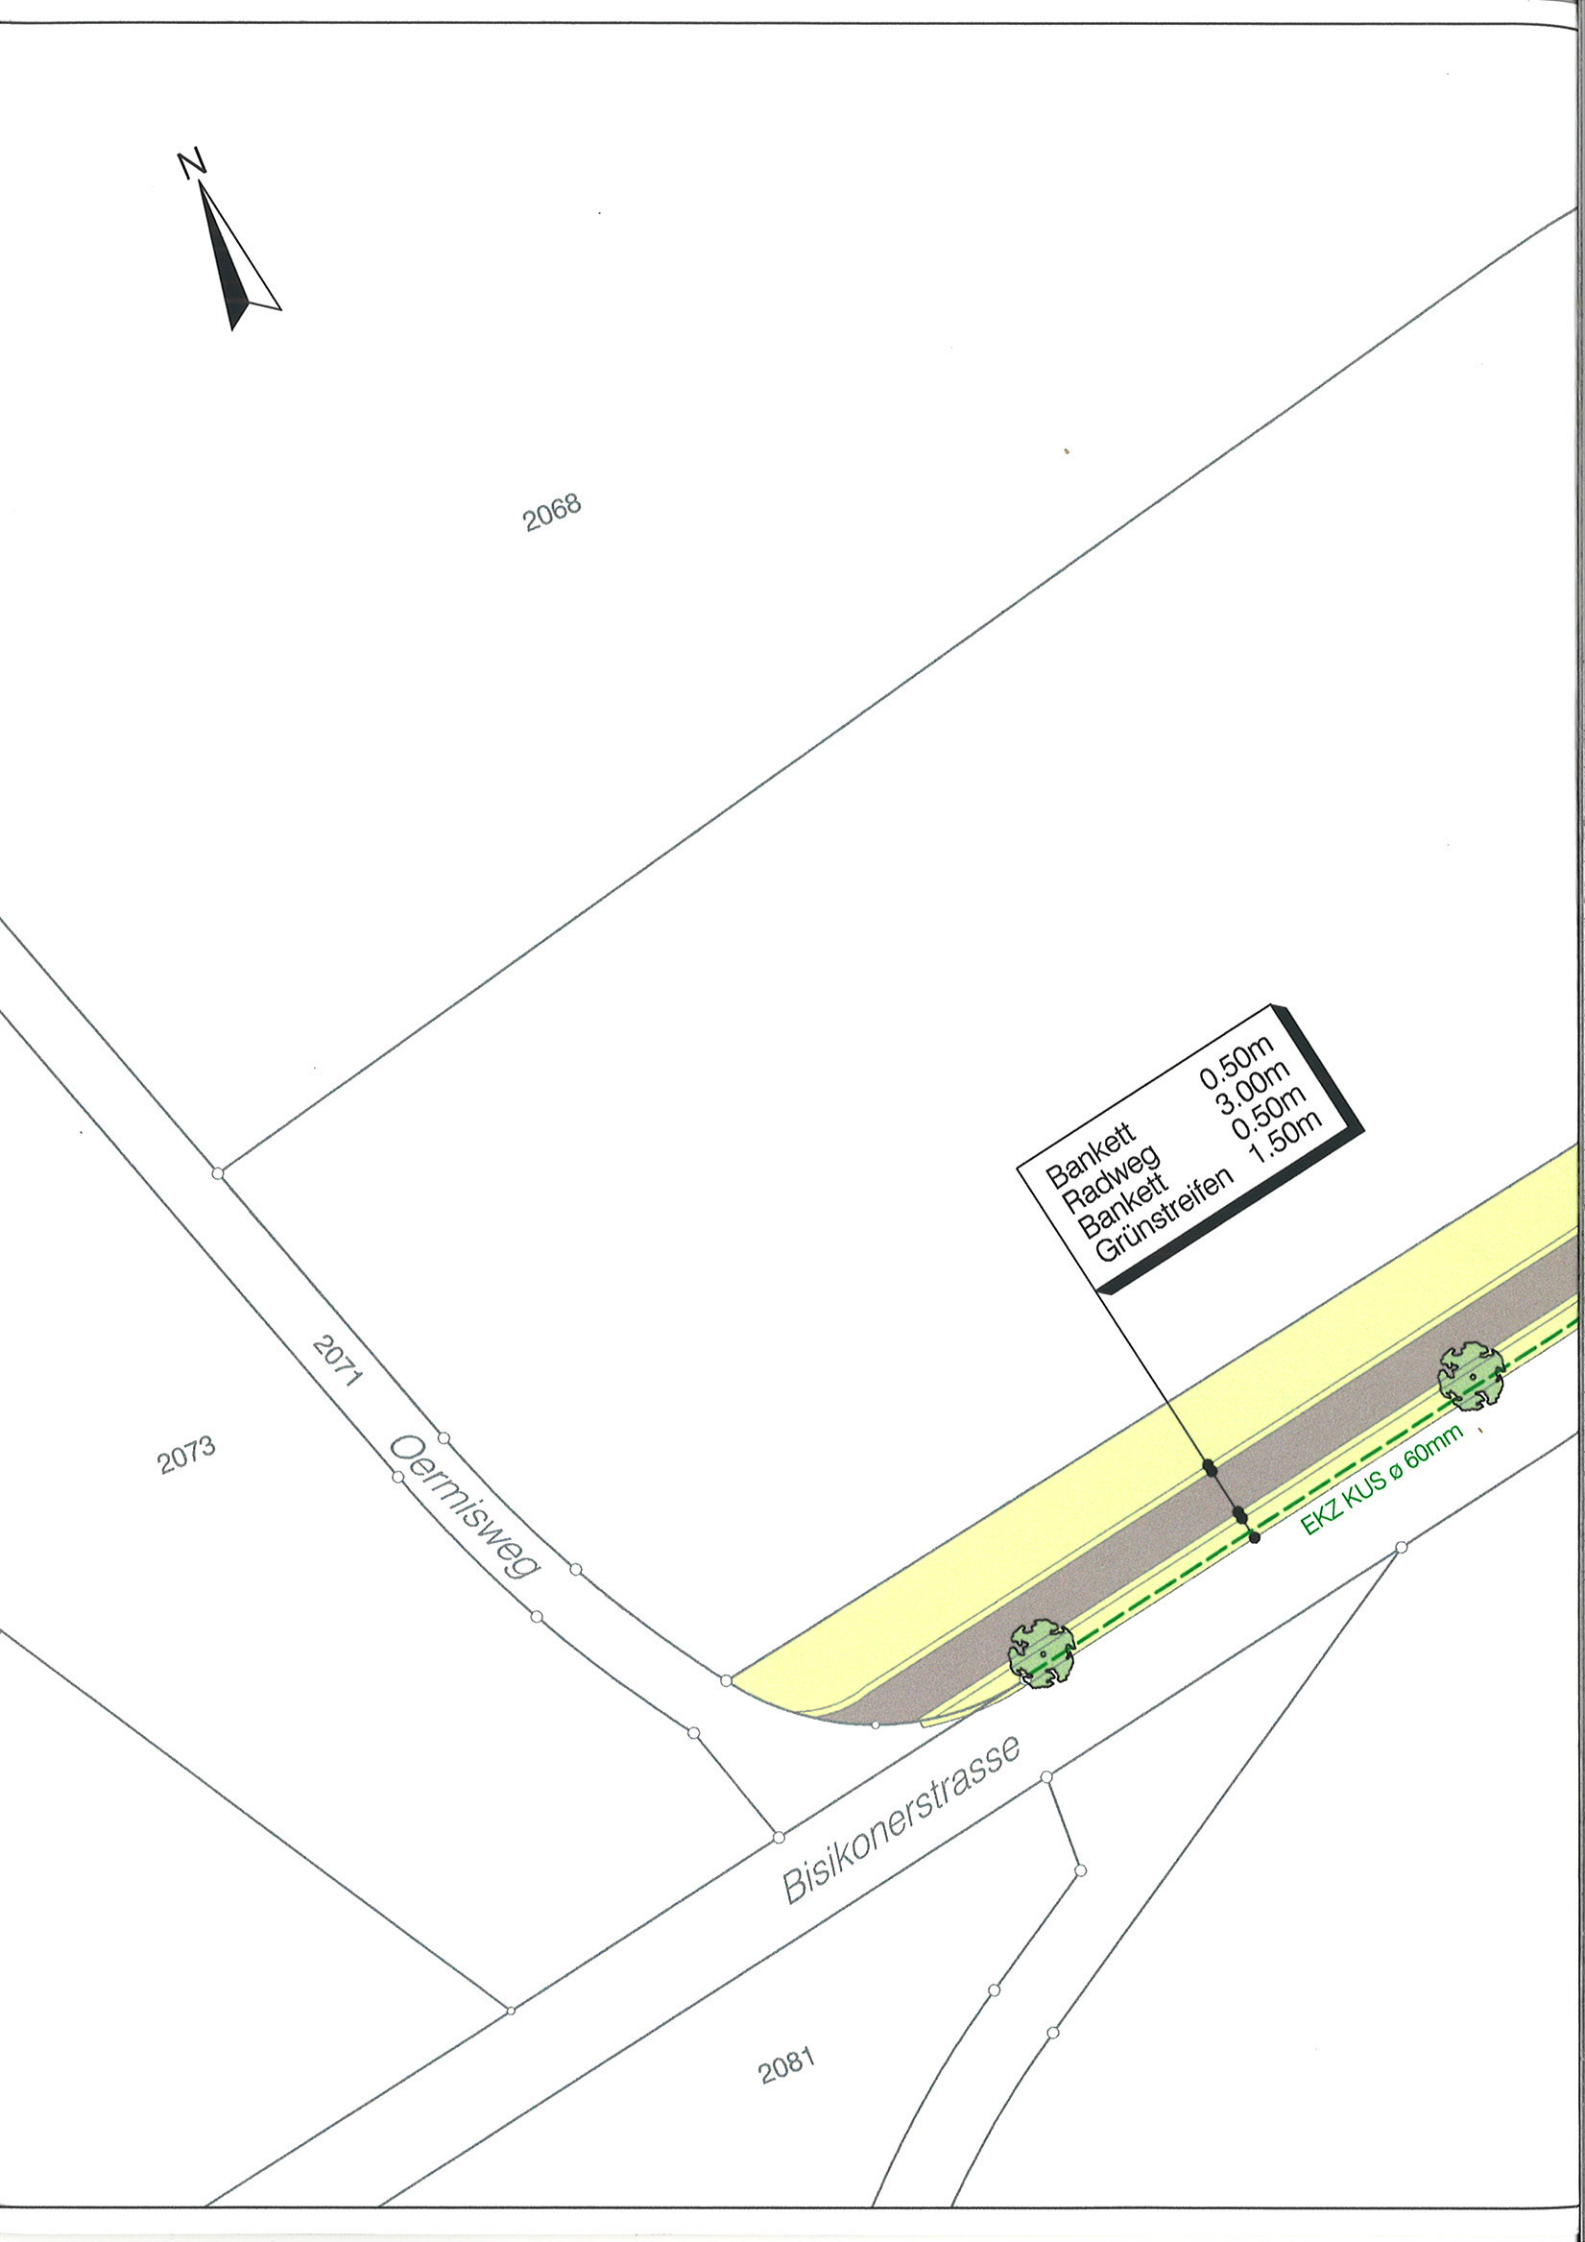 N
2068
Bankett 0.50m
Radweg 3.00m
Bankett 0.50m
Grünstreifen 1.50m
2071
2073
Oermisweg
EKZ KUS ø 60mm
Bisikonerstrasse
2081